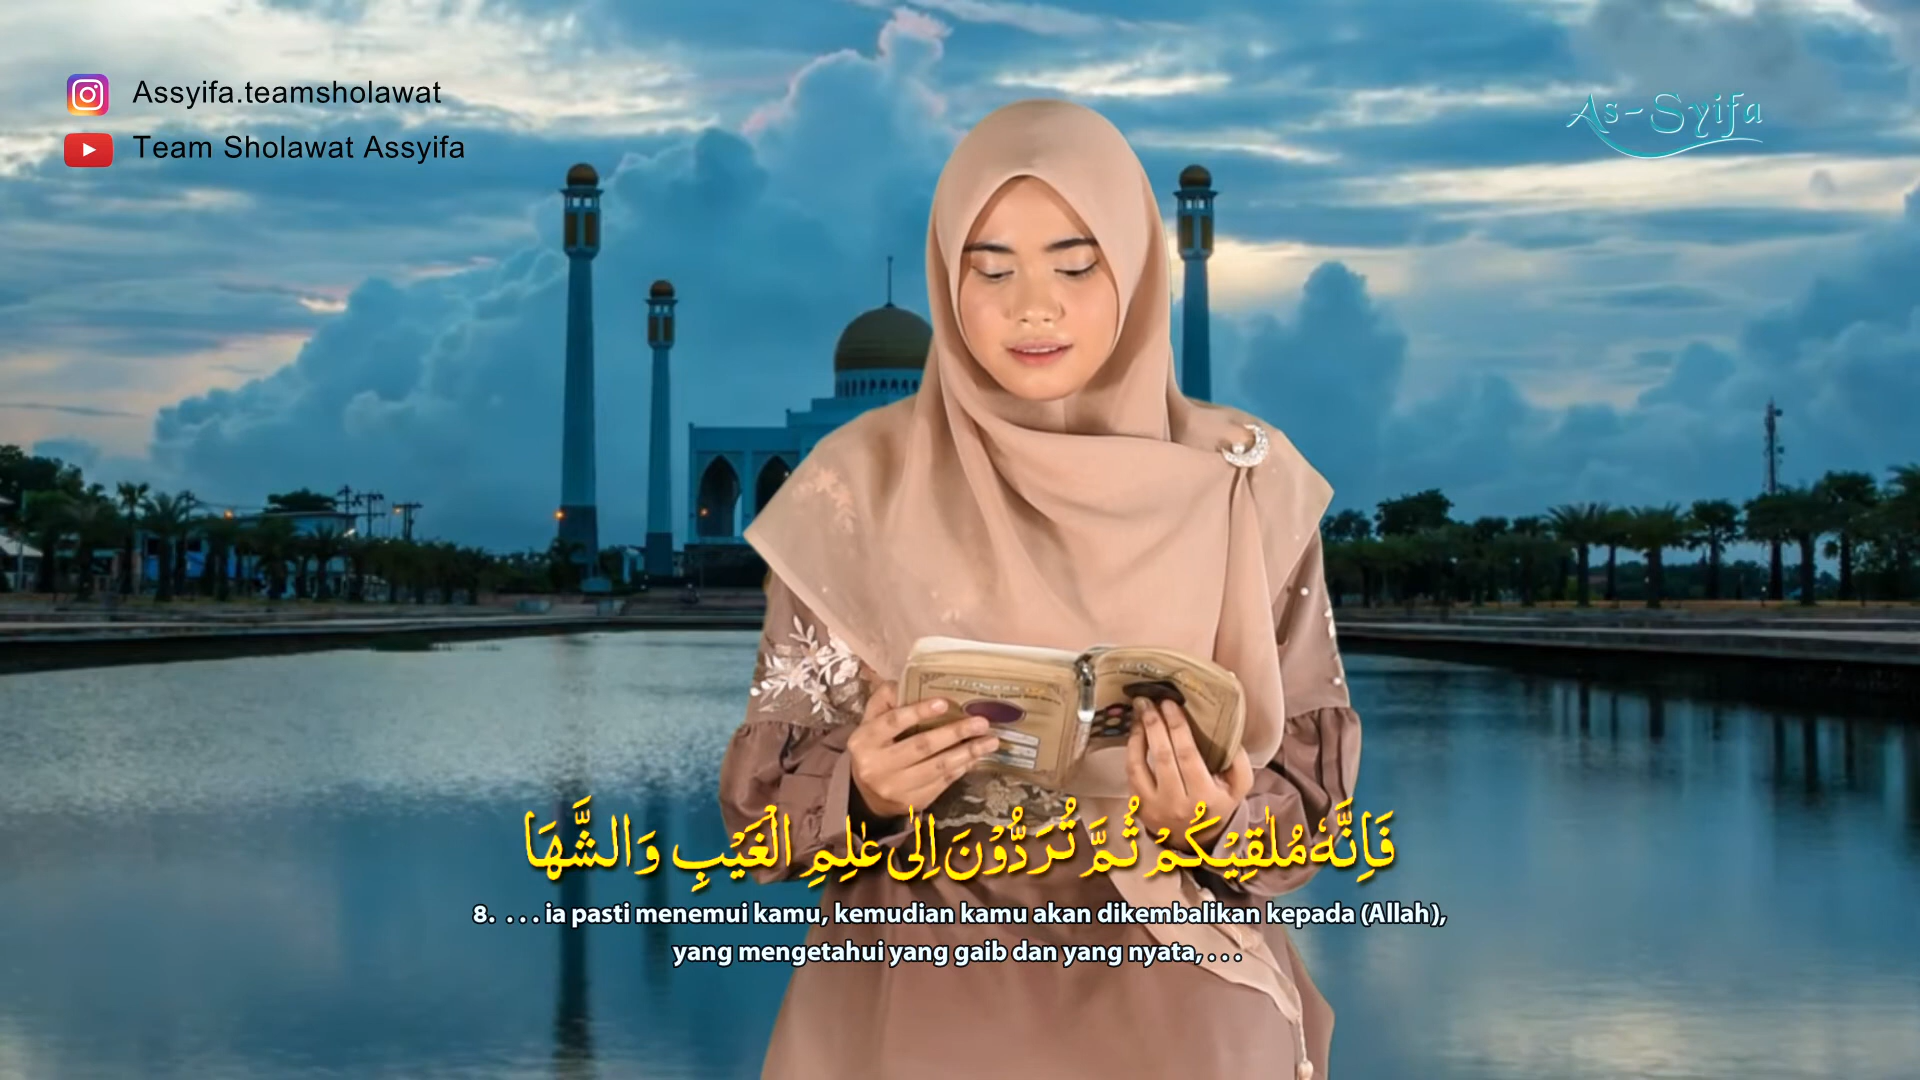 Assyifa.teamsholawat
Team Sholawat Assyifa
As-Syifa
فَاِنَّهٗ مُلٰقِيْكُمْ ثُمَّ تُرَدُّوْنَ اِلٰى عٰلِمِ الْغَيْبِ وَالشَّهَا
8. . . . ia pasti menemui kamu, kemudian kamu akan dikembalikan kepada (Allah),
yang mengetahui yang gaib dan yang nyata, . . .